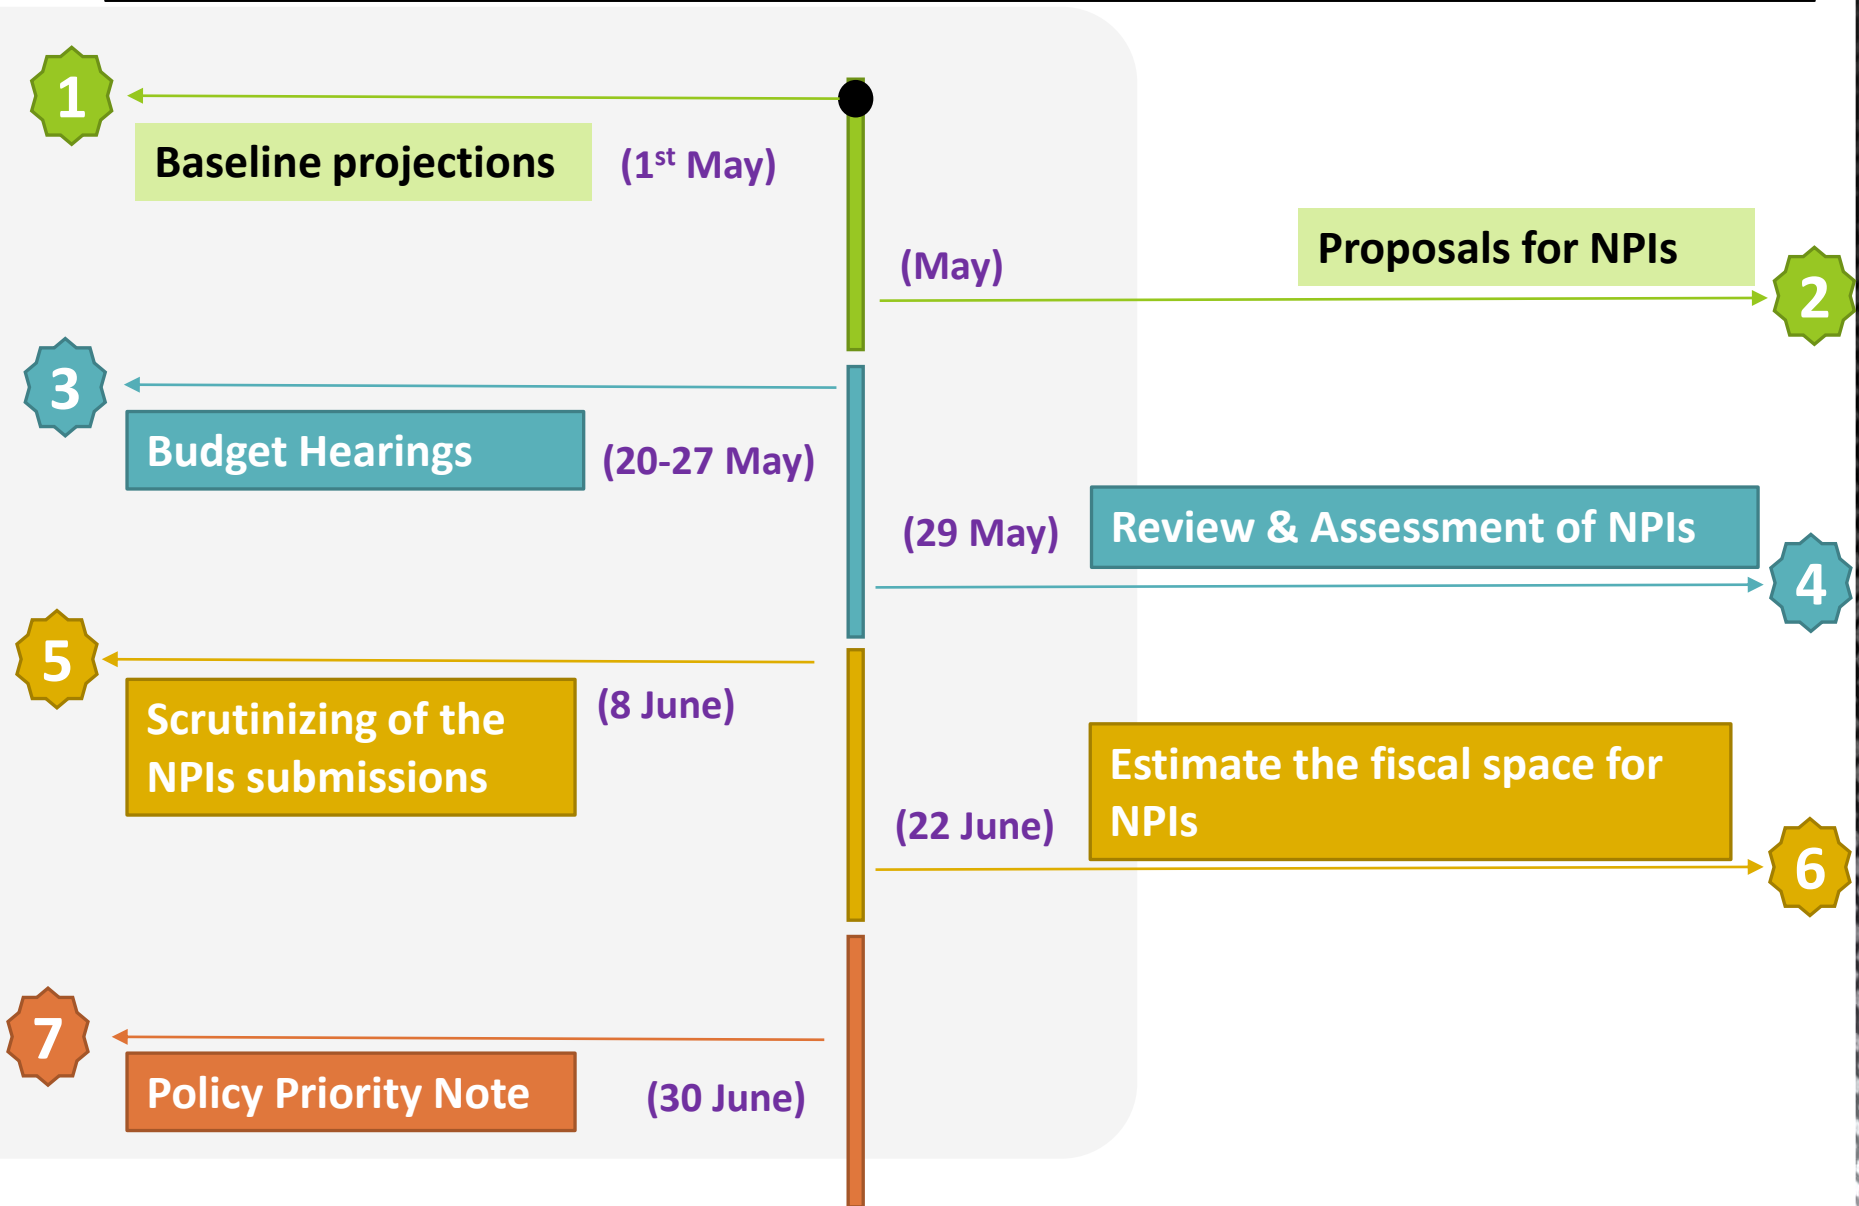 1
Baseline projections
(1st May)
(May)
Proposals for NPIs
2
3
Budget Hearings
(20-27 May)
(29 May)
Review & Assessment of NPIs
4
5
Scrutinizing of the
NPIs submissions
(8 June)
(22 June)
Estimate the fiscal space for
NPIs
6
7
Policy Priority Note
(30 June)